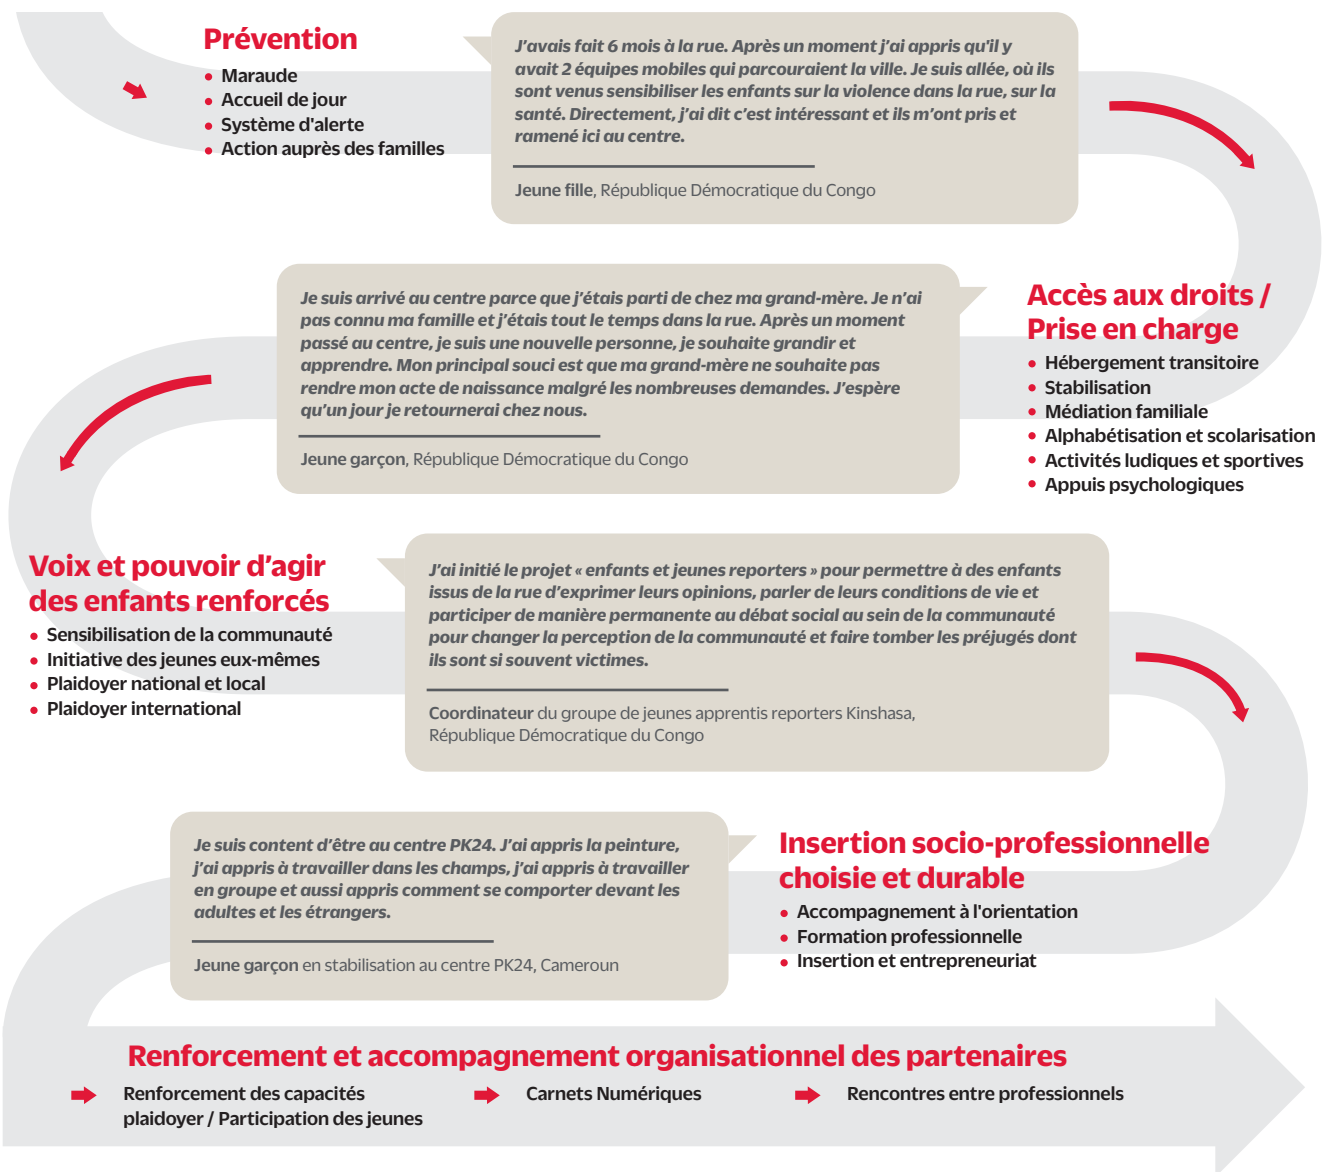 Prévention
Maraude
Accueil de jour
Système d'alerte
Action auprès des familles
J'avais fait 6 mois à la rue. Après un moment j'ai appris qu'il y
avait 2 équipes mobiles qui parcouraient la ville. Je suis allée, où ils
sont venus sensibiliser les enfants sur la violence dans la rue, sur la
santé. Directement, j'ai dit c'est intéressant et ils m'ont pris et
ramené ici au centre.
Jeune fille, République Démocratique du Congo
Je suis arrivé au centre parce que j'étais parti de chez ma grand-mère. Je n'ai
pas connu ma famille et j'étais tout le temps dans la rue. Après un moment
passé au centre, je suis une nouvelle personne, je souhaite grandir et
apprendre. Mon principal souci est que ma grand-mère ne souhaite pas
rendre mon acte de naissance malgré les nombreuses demandes. J'espère
qu'un jour je retournerai chez nous.
Jeune garçon, République Démocratique du Congo
Accès aux droits /
Prise en charge
Hébergement transitoire
Stabilisation
Médiation familiale
Alphabétisation et scolarisation
Activités ludiques et sportives
Appuis psychologiques
Voix et pouvoir d'agir
des enfants renforcés
Sensibilisation de la communauté
Initiative des jeunes eux-mêmes
Plaidoyer national et local
Plaidoyer international
J'ai initié le projet « enfants et jeunes reporters » pour permettre à des enfants
issus de la rue d'exprimer leurs opinions, parler de leurs conditions de vie et
participer de manière permanente au débat social au sein de la communauté
pour changer la perception de la communauté et faire tomber les préjugés dont
ils sont si souvent victimes.
Coordinateur du groupe de jeunes apprentis reporters Kinshasa,
République Démocratique du Congo
Je suis content d'être au centre PK24. J'ai appris la peinture,
j'ai appris à travailler dans les champs, j'ai appris à travailler
en groupe et aussi appris comment se comporter devant les
adultes et les étrangers.
Jeune garçon en stabilisation au centre PK24, Cameroun
Insertion socio-professionnelle
choisie et durable
Accompagnement à l'orientation
Formation professionnelle
Insertion et entrepreneuriat
Renforcement et accompagnement organisationnel des partenaires
Renforcement des capacités
plaidoyer / Participation des jeunes
Carnets Numériques
Rencontres entre professionnels